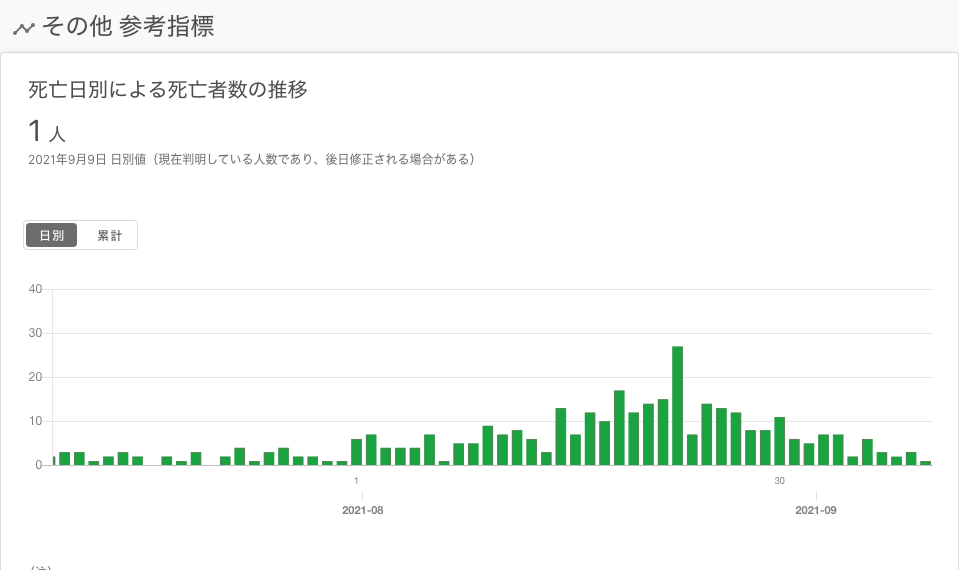 その他 参考指標
死亡日別による死亡者数の推移
1 人
2021年9月9日 日別値（現在判明している人数であり、後日修正される場合がある）
日別 累計
40
30
20
10
0
1 30
2021-08 2021-09